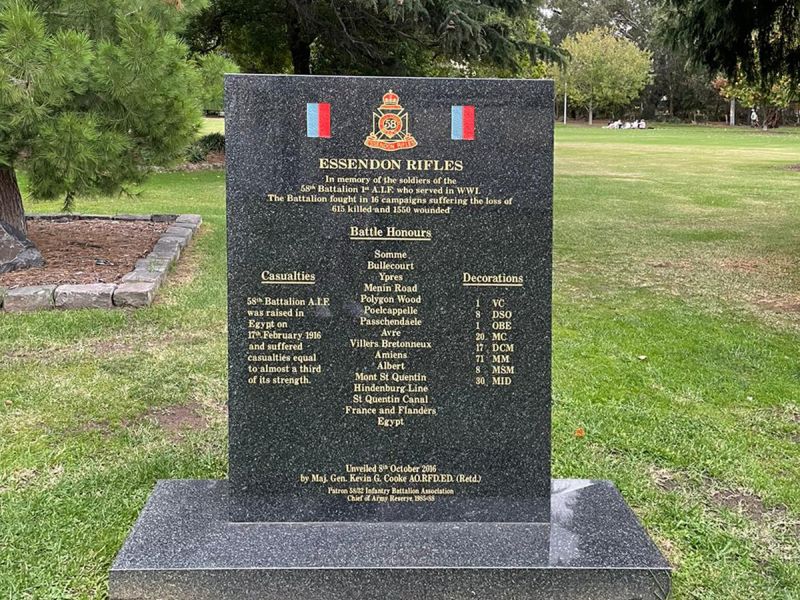 58
ESSENDON RIFLES
ESSENDON RIFLES
In memory of the soldiers of the
58th Battalion 1st A.I.F. who served in WWI.
The Battalion fought in 16 campaigns suffering the loss of
615 killed and 1550 wounded
Battle Honours
Somme
Bullecourt
Ypres
Menin Road
Polygon Wood
Poelcappelle
Passchendaele
Avre
Villers Bretonneux
Amiens
Albert
Mont St Quentin
Hindenburg Line
St Quentin Canal
France and Flanders
Egypt
Casualties
58th Battalion A.I.F.
was raised in
Egypt on
17th February 1916
and suffered
casualties equal
to almost a third
of its strength.
Decorations
1 VC
8 DSO
1 OBE
20 MC
17 DCM
71 MM
8 MSM
30 MID
Unveiled 8th October 2016
by Maj. Gen. Kevin G. Cooke AO.RFD.ED. (Retd.)
Patron 58/32 Infantry Battalion Association
Chief of Army Reserve, 1985-88